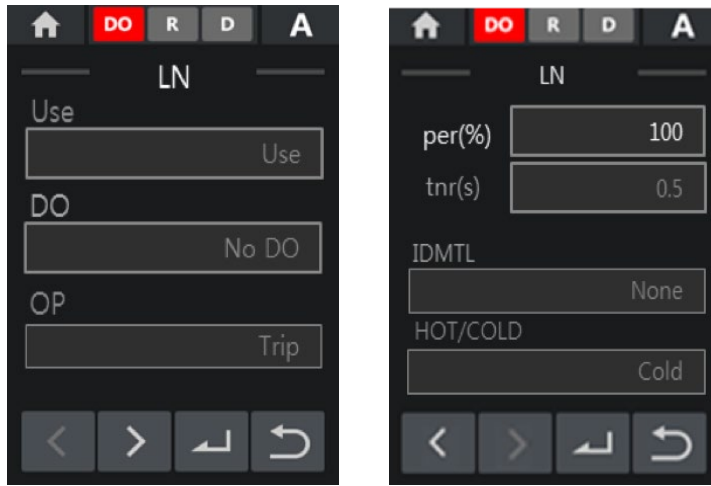 DO R D A
LN
Use
Use
DO
No DO
OP
Trip
DO R D A
LN
per(%) 100
tnr(s) 0.5
IDMTL
None
HOT/COLD
Cold